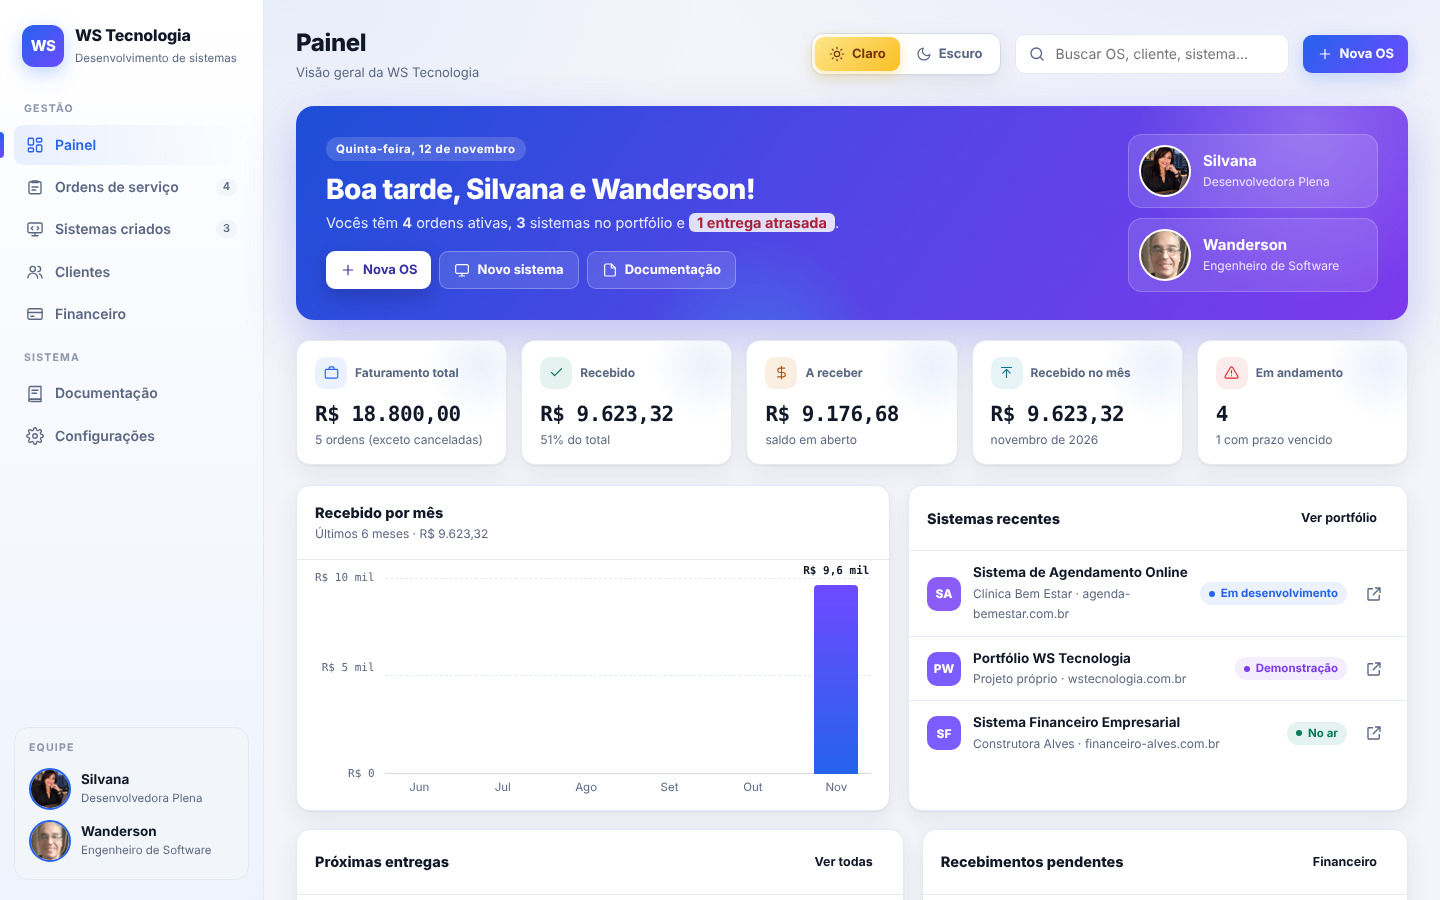 WS
WS Tecnologia
Desenvolvimento de sistemas
GESTÃO
Painel
Ordens de serviço 4
Sistemas criados 3
Clientes
Financeiro
SISTEMA
Documentação
Configurações
EQUIPE
Silvana
Desenvolvedora Plena
Wanderson
Engenheiro de Software
Painel
Visão geral da WS Tecnologia
Claro
Escuro
Buscar OS, cliente, sistema...
Nova OS
Quinta-feira, 12 de novembro
Boa tarde, Silvana e Wanderson!
Vocês têm 4 ordens ativas, 3 sistemas no portfólio e 1 entrega atrasada.
Nova OS
Novo sistema
Documentação
Silvana
Desenvolvedora Plena
Wanderson
Engenheiro de Software
Faturamento total
R$ 18.800,00
5 ordens (exceto canceladas)
Recebido
R$ 9.623,32
51% do total
A receber
R$ 9.176,68
saldo em aberto
Recebido no mês
R$ 9.623,32
novembro de 2026
Em andamento
4
1 com prazo vencido
Recebido por mês
Últimos 6 meses · R$ 9.623,32
R$ 9,6 mil
R$ 10 mil
R$ 5 mil
R$ 0
Jun Jul Ago Set Out Nov
Sistemas recentes
Ver portfólio
SA
Sistema de Agendamento Online
Clínica Bem Estar · agenda-
bemestar.com.br
Em desenvolvimento
PW
Portfólio WS Tecnologia
Projeto próprio · wstecnologia.com.br
Demonstração
SF
Sistema Financeiro Empresarial
Construtora Alves · financeiro-alves.com.br
No ar
Próximas entregas
Ver todas
Recebimentos pendentes
Financeiro